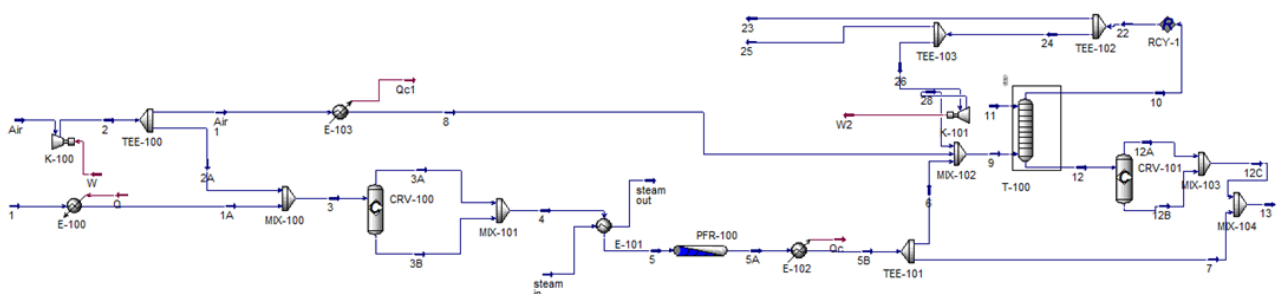 23
22
RCY-1
TEE-102
24
25
TEE-103
26
28
10
Qc1
Air
2
Air
1
8
11
E-103
W2
K-101
TEE-100
K-100
W
2A
MIX-102
9
12A
CRV-101
T-100
12
MIX-103
12C
3A
steam
out
1
Q
1A
E-100
MIX-100
3
CRV-100
4
6
12B
13
MIX-104
MIX-101
3B
E-101
PFR-100
Qc
5
5A
E-102
5B
TEE-101
7
steam
in